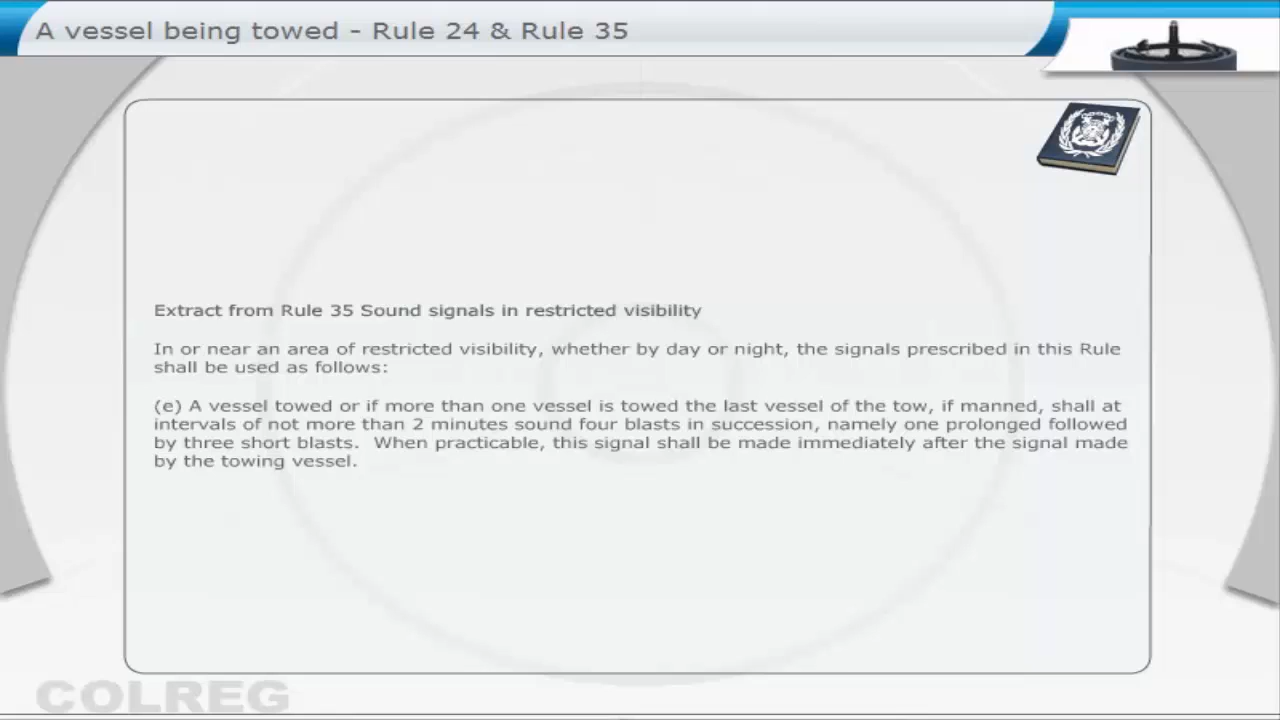 A vessel being towed - Rule 24 & Rule 35
Extract from Rule 35 Sound signals in restricted visibility
In or near an area of restricted visibility, whether by day or night, the signals prescribed in this Rule
shall be used as follows:
(e) A vessel towed or if more than one vessel is towed the last vessel of the tow, if manned, shall at
intervals of not more than 2 minutes sound four blasts in succession, namely one prolonged followed
by three short blasts. When practicable, this signal shall be made immediately after the signal made
by the towing vessel.
COLREG